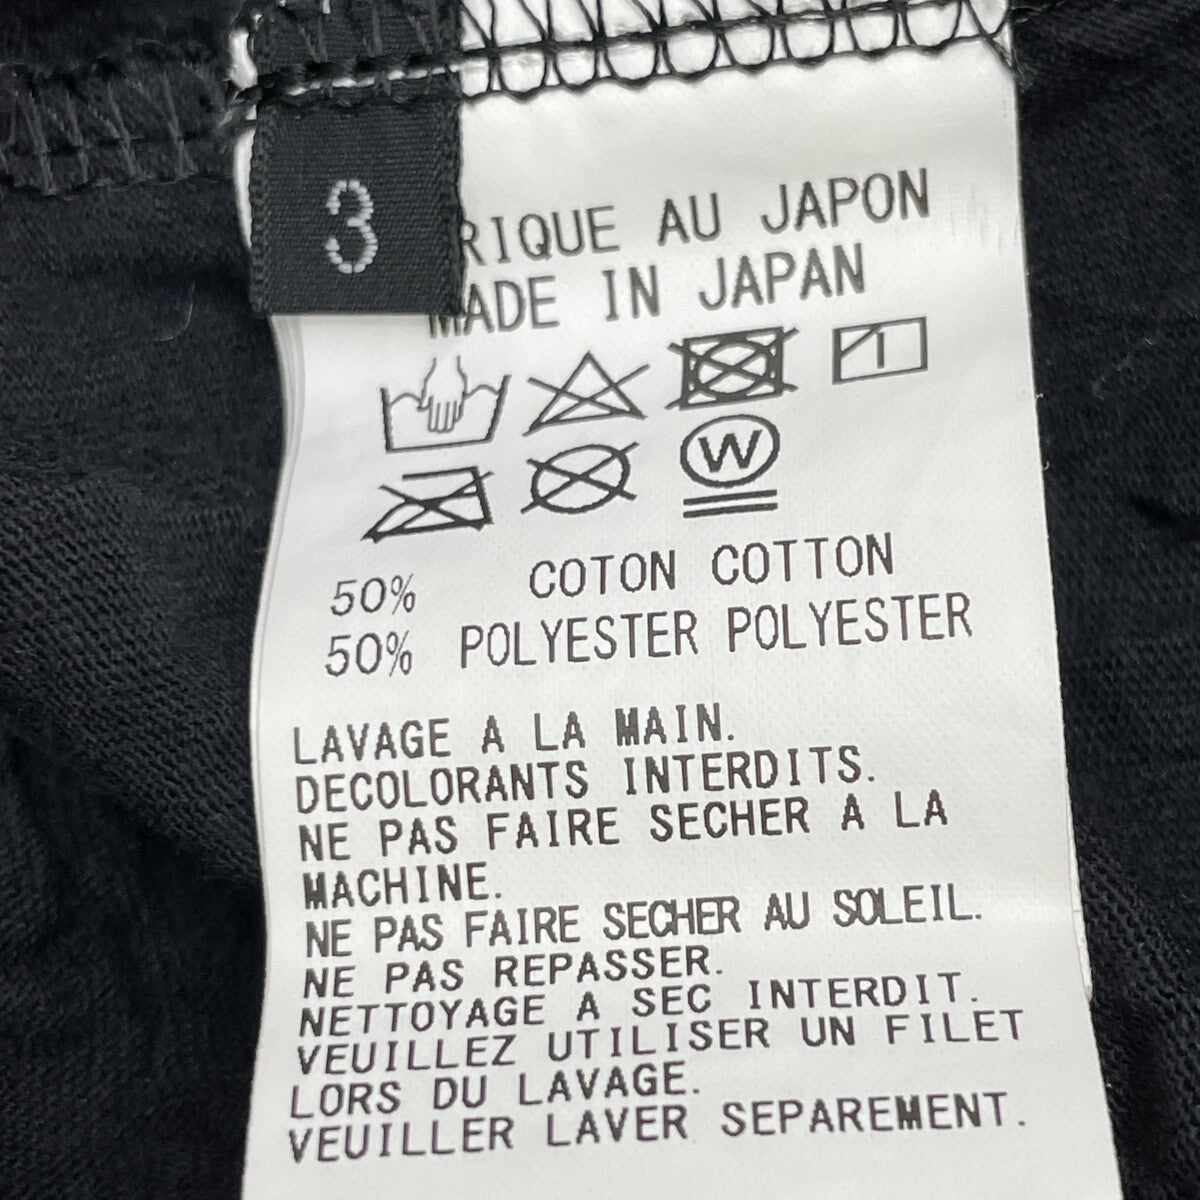 3
RIQUE AU JAPON
MADE IN JAPAN
W
50% COTON COTTON
50% POLYESTER POLYESTER
LAVAGE A LA MAIN.
DECOLORANTS INTERDITS.
NE PAS FAIRE SECHER A LA
MACHINE.
NE PAS FAIRE SECHER AU SOLEIL.
NE PAS REPASSER.
NETTOYAGE A SEC INTERDIT.
VEUILLEZ UTILISER UN FILET
LORS DU LAVAGE.
VEUILLER LAVER SEPAREMENT.